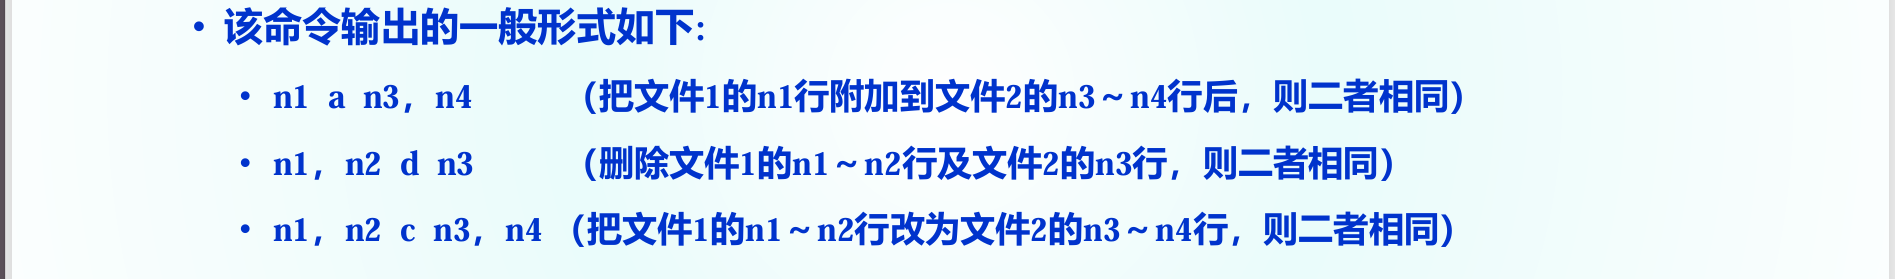 • 该命令输出的一般形式如下:
• n1 a n3，n4 （把文件1的n1行附加到文件2的n3～n4行后，则二者相同）
• n1，n2 d n3 （删除文件1的n1～n2行及文件2的n3行，则二者相同）
• n1，n2 c n3，n4 （把文件1的n1～n2行改为文件2的n3～n4行，则二者相同）